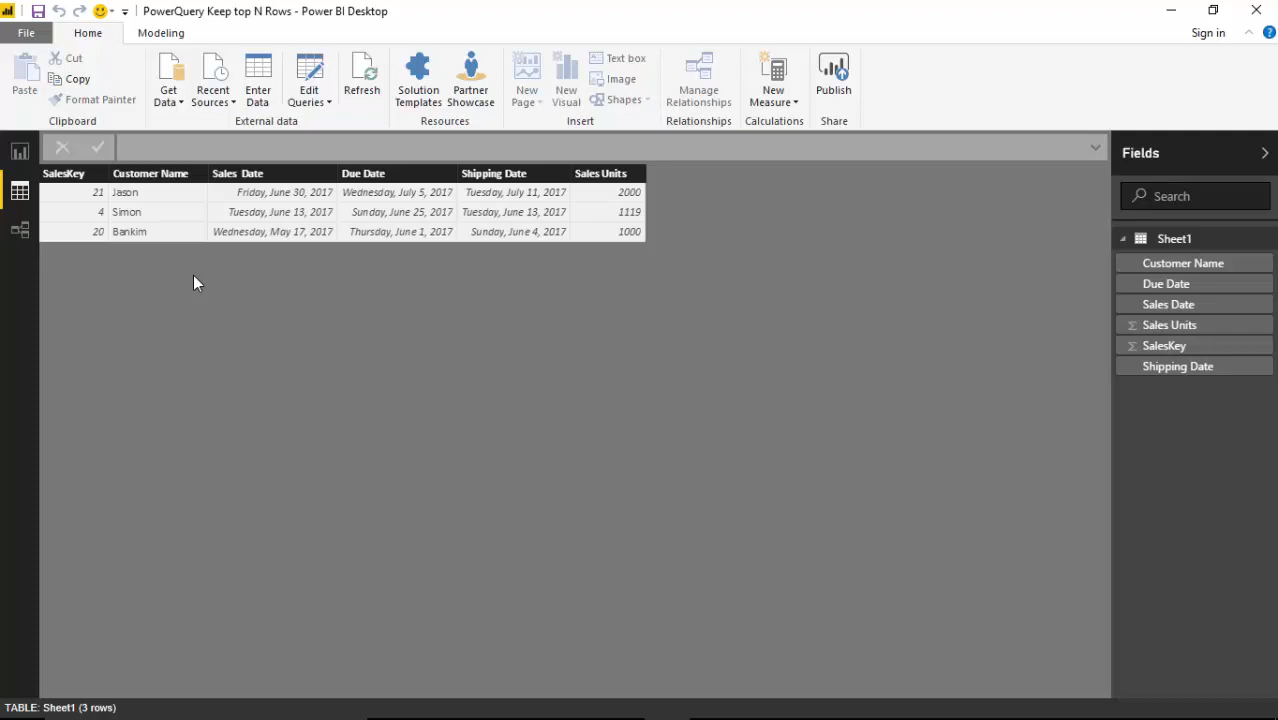 PowerQuery Keep top N Rows - Power BI Desktop
File
Home
Modeling
Sign in
Paste
Cut
Copy
Format Painter
Clipboard
Get Data
Recent Sources
Enter Data
Edit Queries
Refresh
External data
Solution Templates
Partner Showcase
Resources
New Page
New Visual
Text box
Image
Shapes
Insert
Manage Relationships
Relationships
New Measure
Calculations
Publish
Share
SalesKey Customer Name Sales Date Due Date Shipping Date Sales Units
21 Jason Friday, June 30, 2017 Wednesday, July 5, 2017 Tuesday, July 11, 2017 2000
4 Simon Tuesday, June 13, 2017 Sunday, June 25, 2017 Tuesday, June 13, 2017 1119
20 Bankim Wednesday, May 17, 2017 Thursday, June 1, 2017 Sunday, June 4, 2017 1000
Fields
Search
Sheet1
Customer Name
Due Date
Sales Date
Σ Sales Units
Σ SalesKey
Shipping Date
TABLE: Sheet1 (3 rows)